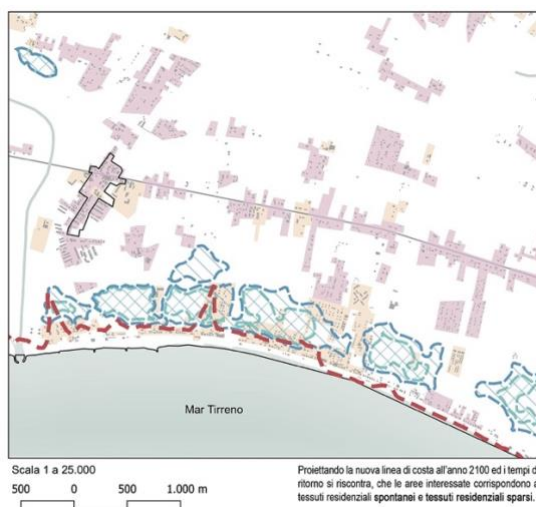 Mar Tirreno
Scala 1 a 25.000
500 0 500 1.000 m
Proiettando la nuova linea di costa all'anno 2100 ed i tempi d
ritorno si riscontra, che le aree interessate corrispondono a
tessuti residenziali spontanei e tessuti residenziali sparsi.